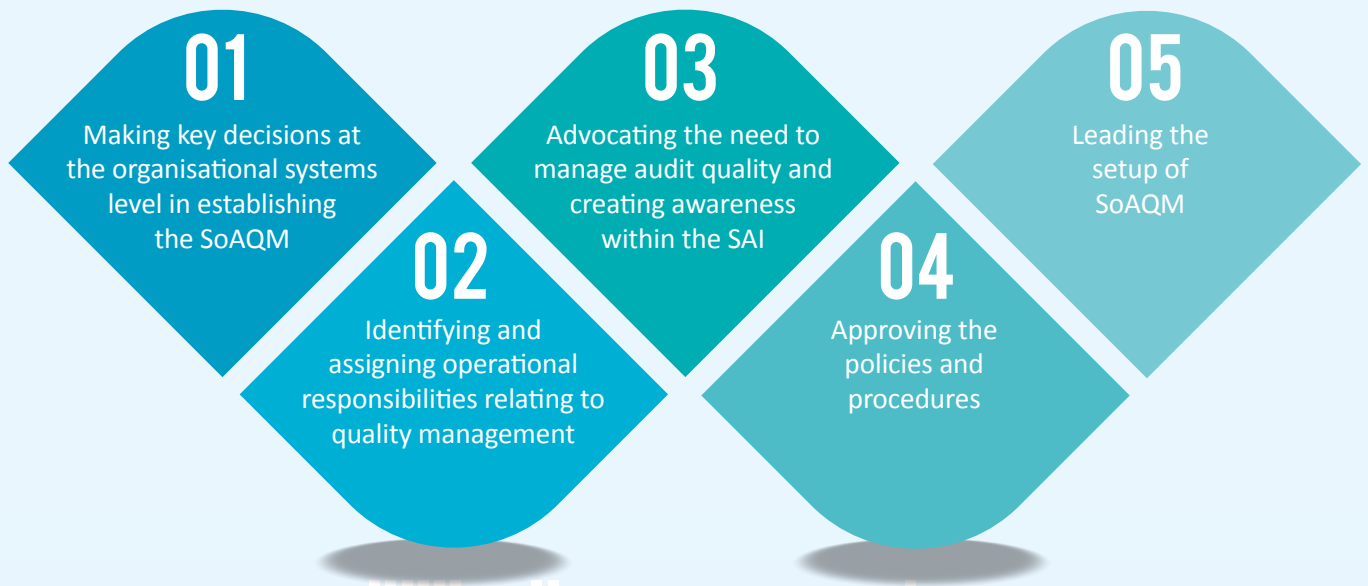 01
Making key decisions at
the organisational systems
level in establishing
the SoAQM
02
Identifying and
assigning operational
responsibilities relating to
quality management
03
Advocating the need to
manage audit quality and
creating awareness
within the SAI
04
Approving the
policies and
procedures
05
Leading the
setup of
SoAQM